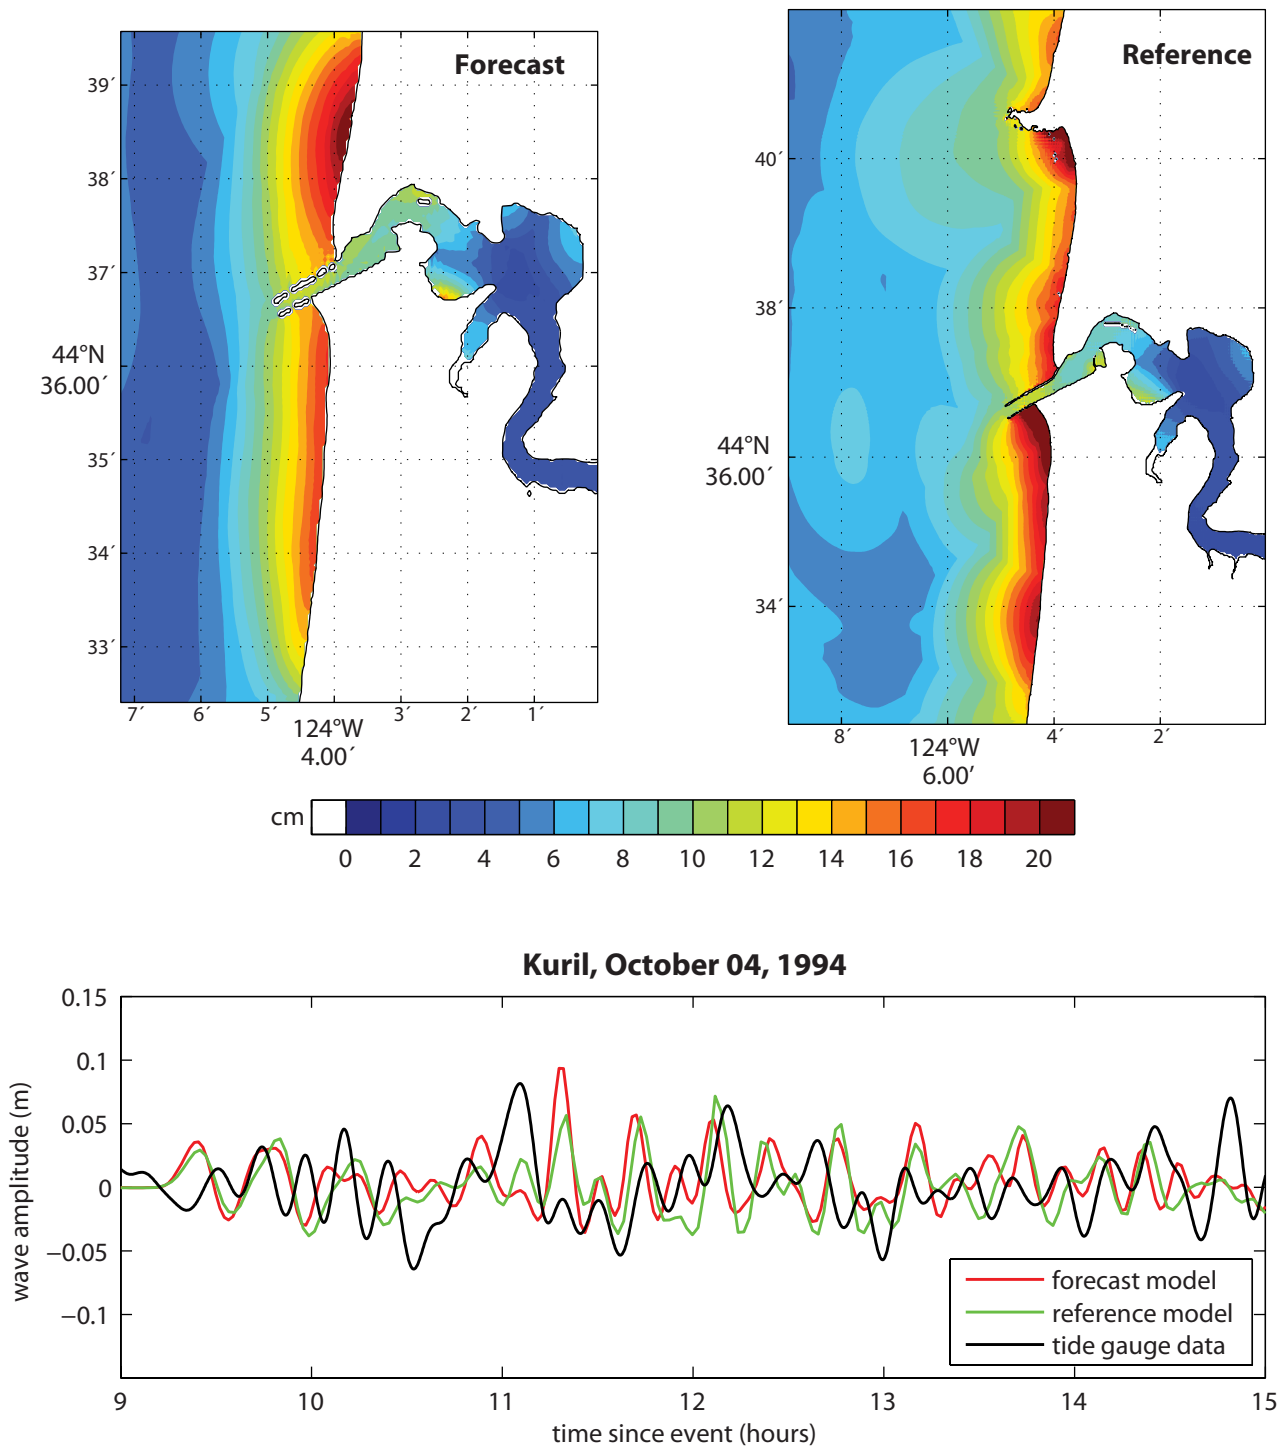 Forecast
39´
38´
37´
44°N
36.00´
35´
34´
33´
7´ 6´ 5´ 3´ 2´ 1´
124°W
4.00´
Reference
40´
38´
44°N
36.00´
34´
8´ 4´ 2´
124°W
6.00’
cm
0 2 4 6 8 10 12 14 16 18 20
Kuril, October 04, 1994
0.15
0.1
0.05
0
−0.05
−0.1
wave amplitude (m)
forecast model
reference model
tide gauge data
9 10 11 12 13 14 15
time since event (hours)